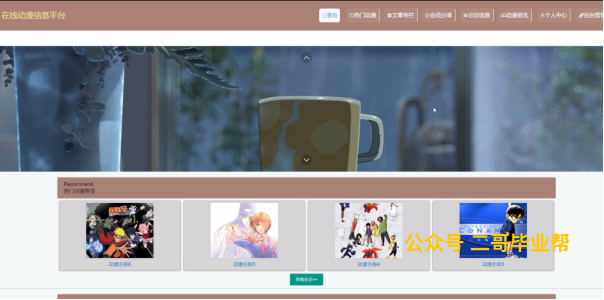 在线动漫信息平台
首页 热门动漫 文章专栏 会员分享 论坛信息 动漫资讯 个人中心 后台管
Recommend
热门动漫推荐
动漫名称6 动漫名称5 动漫名称4 动漫名称3
公众号 二哥毕业帮
查看更多>>